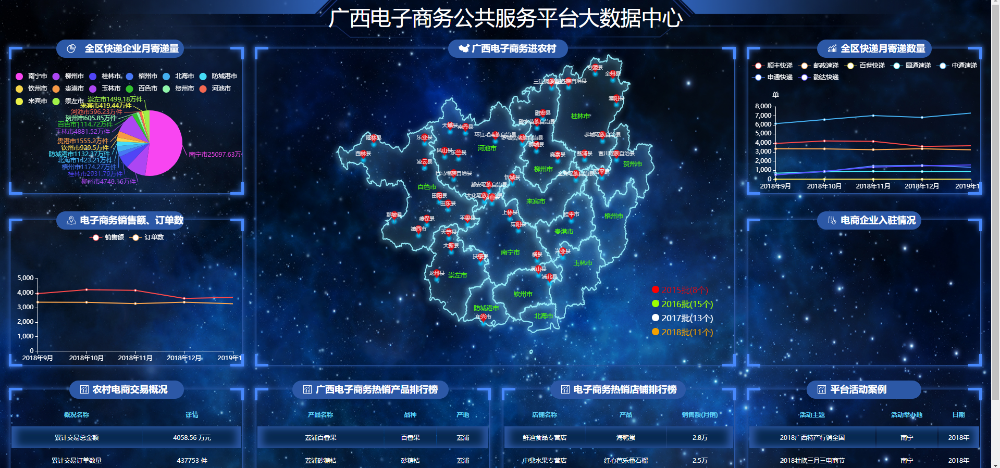 广西电子商务公共服务平台大数据中心
全区快递企业月寄递量
南宁市 柳州市 桂林市 梧州市 北海市 防城港市
钦州市 贵港市 玉林市 百色市 贺州市 河池市
来宾市 崇左市
崇左市1499.18万件
来宾市419.44万件
河池市596.23万件
贺州市605.85万件
百色市1114.72万件
玉林市4881.52万件
贵港市1555.2万件
钦州市929.5万件
防城港市1132.37万件
北海市1423.21万件
梧州市1174.27万件
桂林市2931.79万件
柳州市4740.16万件
南宁市25097.63万
电子商务销售额、订单数
销售额 订单数
5,000
4,000
3,000
2,000
1,000
0
2018年9月 2018年10月 2018年11月 2018年12月 2019年1
广西电子商务进农村
资源县
全州县
三江侗族
自治县
灌阳县
融安县
桂林市
融水苗族自治县
天峨县
南丹县
环江毛南族自治县
罗城仫佬族自治县
恭城瑶族自治县
隆林县
乐业县
柳城县
河池市
西林县
凤山县
东兰县
鹿寨县
荔浦县
富川瑶族自治县
凌云县
贺州市
柳州市
巴马瑶族自治县
金秀瑶族自治县
昭平县
忻城县
百色市
都安瑶族自治县
田阳县
大化瑶族
马山县
来宾市
田东县
那坡县
德保县
平果县
上林县
桂平市
梧州市
宾阳县
靖西市
天等县
贵港市
大新县
南宁市
扶绥县
横县
兴业县
玉林市
龙州县
崇左市
灵山县
浦北县
钦州市
防城港市
东兴市
北海市
2015批(8个)
2016批(15个)
2017批(13个)
2018批(11个)
全区快递月寄递数量
顺丰快递 邮政速递 百世快递 圆通速递 中通速递
申通快递 韵达快递
单
8,000
7,000
6,000
5,000
4,000
3,000
2,000
1,000
0
2018年9月 2018年10月 2018年11月 2018年12月 2019年1
电商企业入驻情况
农村电商交易概况
概况名称 详情
累计交易总金额 4058.56 万元
累计交易订单数量 437753 件
广西电子商务热销产品排行榜
产品名称 品种 产地
荔浦百香果 百香果 荔浦
荔浦砂糖桔 砂糖桔 荔浦
电子商务热销店铺排行榜
店铺名称 产品 销售额(月销)
鲜迪食品专营店 海鸭蛋 2.8万
中鼎水果专营店 红心芭乐番石榴 2.5万
平台活动案例
活动主题 活动举办地 日期
2018广西特产行销全国 南宁 2018年
2018壮族三月三电商节 南宁 2018年